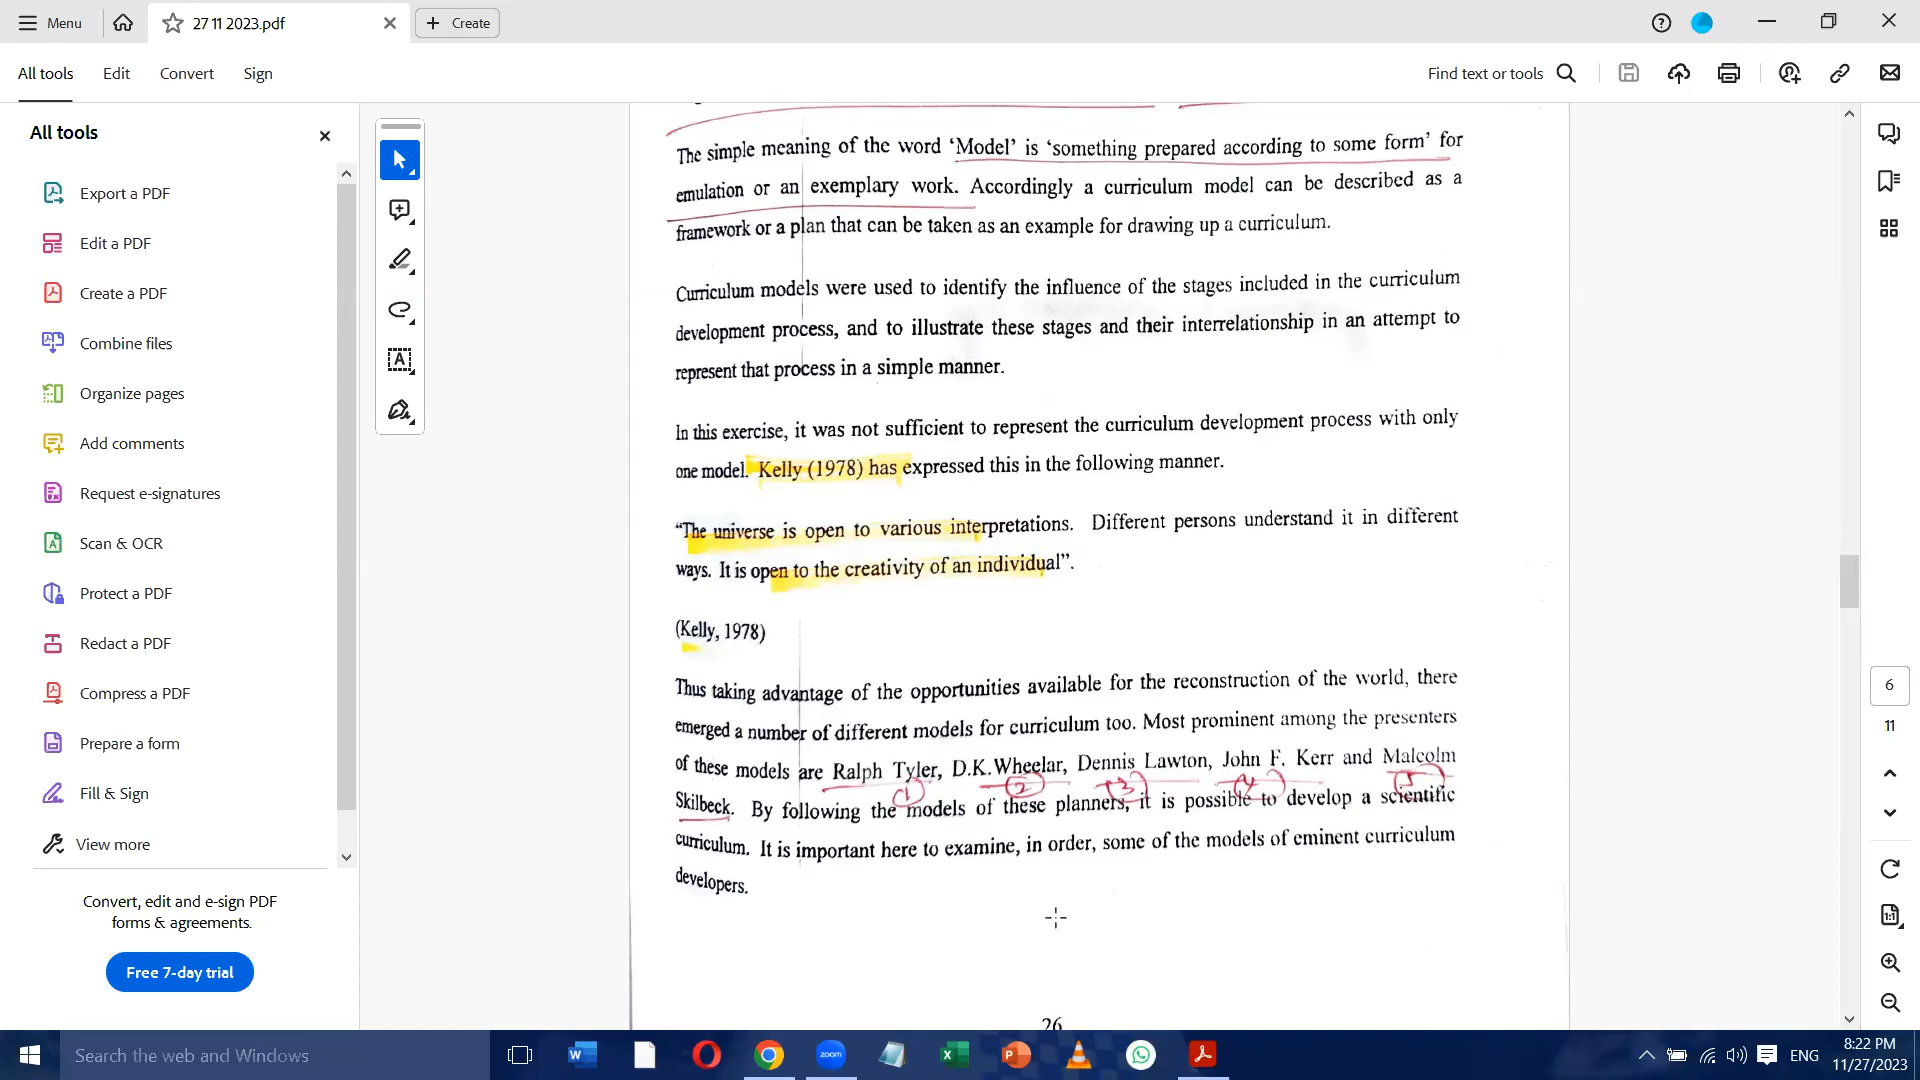 Menu
27 11 2023.pdf
Create
All tools
Edit
Convert
Sign
Find text or tools
All tools
Export a PDF
Edit a PDF
Create a PDF
Combine files
Organize pages
Add comments
Request e-signatures
Scan & OCR
Protect a PDF
Redact a PDF
Compress a PDF
Prepare a form
Fill & Sign
View more
Convert, edit and e-sign PDF
forms & agreements.
Free 7-day trial
The simple meaning of the word ‘Model’ is ‘something prepared according to some form’ for
emulation or an exemplary work. Accordingly a curriculum model can be described as a
framework or a plan that can be taken as an example for drawing up a curriculum.
Curriculum models were used to identify the influence of the stages included in the curriculum
development process, and to illustrate these stages and their interrelationship in an attempt to
represent that process in a simple manner.
In this exercise, it was not sufficient to represent the curriculum development process with only
one model. Kelly (1978) has expressed this in the following manner.
“The universe is open to various interpretations. Different persons understand it in different
ways. It is open to the creativity of an individual”.
(Kelly, 1978)
Thus taking advantage of the opportunities available for the reconstruction of the world, there
emerged a number of different models for curriculum too. Most prominent among the presenters
of these models are Ralph Tyler, D.K.Wheelar, Dennis Lawton, John F. Kerr and Malcolm
1 2 3 4 5
Skilbeck. By following the models of these planners, it is possible to develop a scientific
curriculum. It is important here to examine, in order, some of the models of eminent curriculum
developers.
26
6
11
Search the web and Windows
zoom
ENG
8:22 PM
11/27/2023